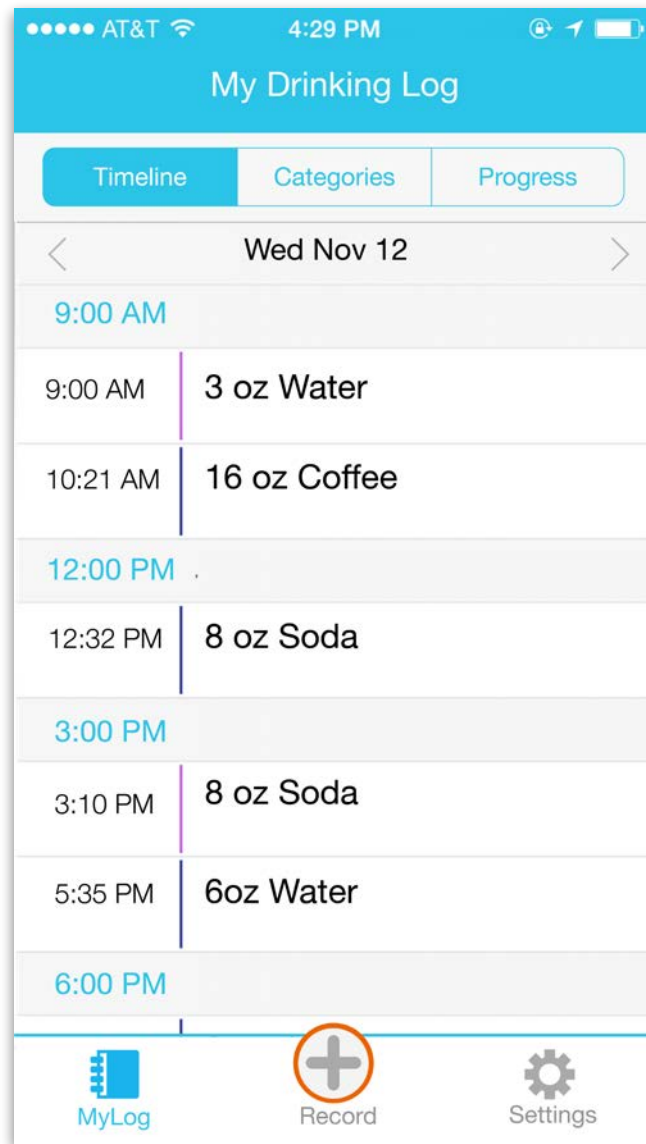 AT&T 4:29 PM
My Drinking Log
Timeline Categories Progress
Wed Nov 12
9:00 AM
9:00 AM 3 oz Water
10:21 AM 16 oz Coffee
12:00 PM
12:32 PM 8 oz Soda
3:00 PM
3:10 PM 8 oz Soda
5:35 PM 6oz Water
6:00 PM
MyLog Record Settings